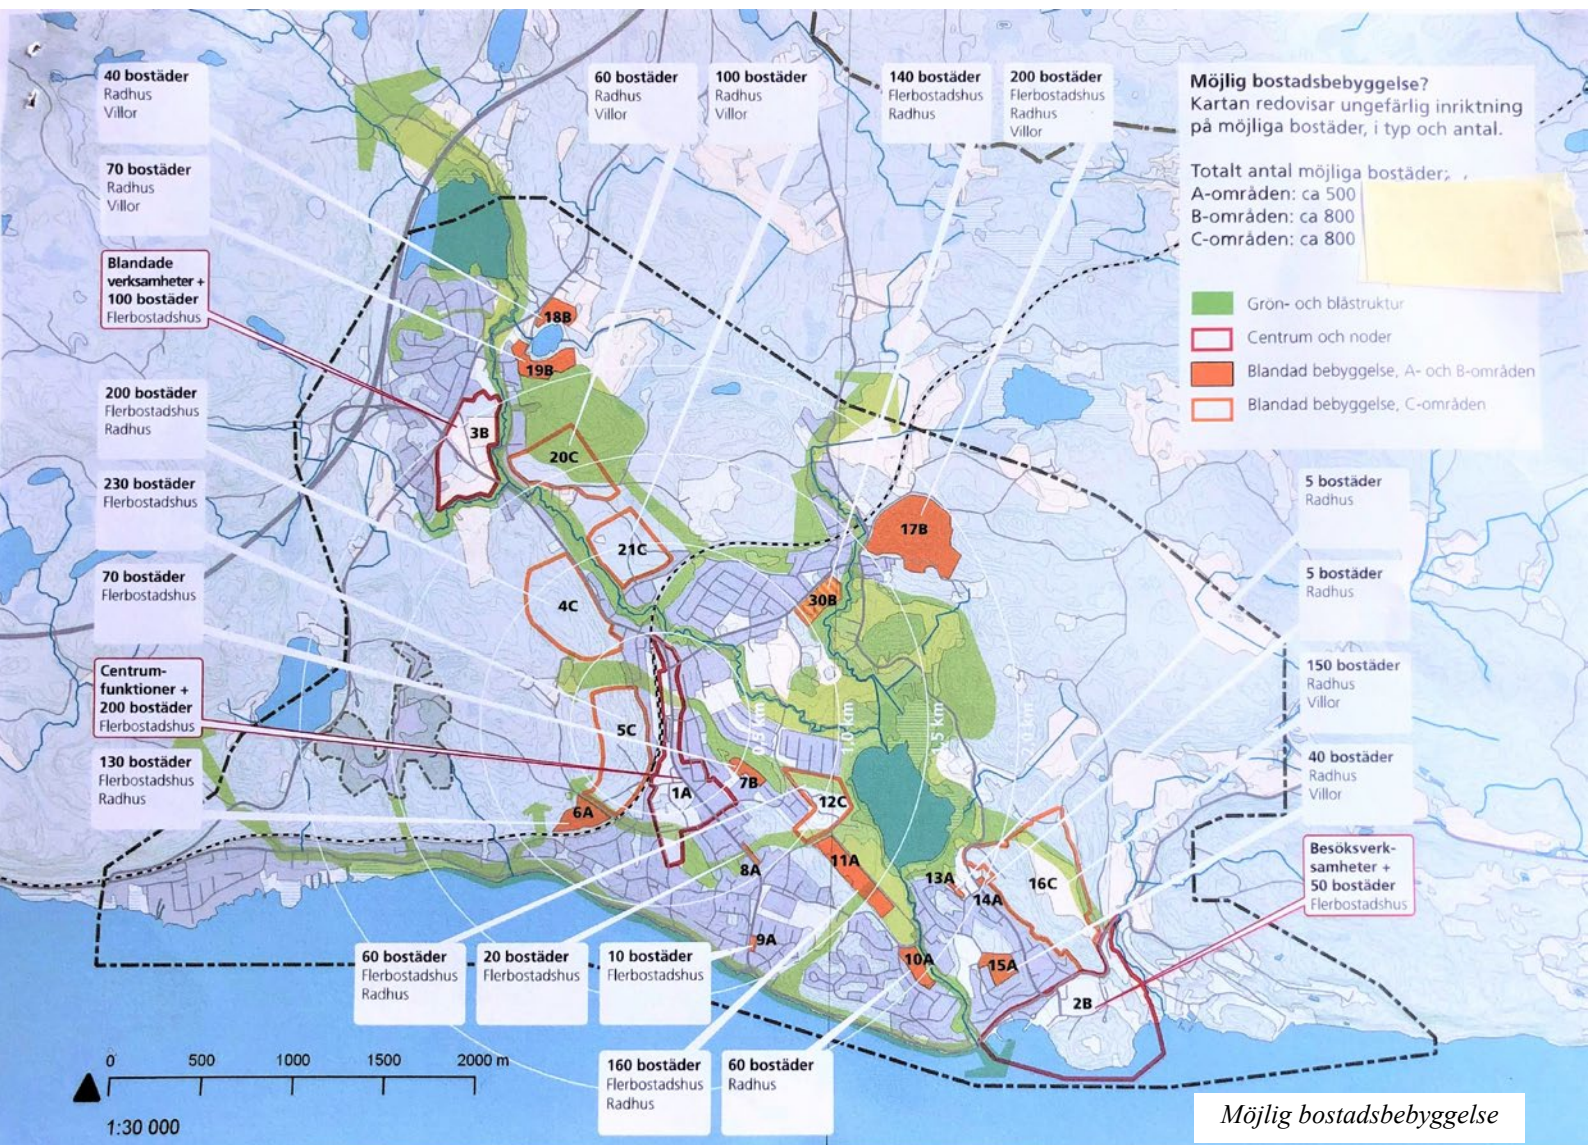 40 bostäder
Radhus
Villor
70 bostäder
Radhus
Villor
Blandade
verksamheter +
100 bostäder
Flerbostadshus
200 bostäder
Flerbostadshus
Radhus
230 bostäder
Flerbostadshus
70 bostäder
Flerbostadshus
Centrum-
funktioner +
200 bostäder
Flerbostadshus
130 bostäder
Flerbostadshus
Radhus
60 bostäder
Radhus
Villor
100 bostäder
Radhus
Villor
140 bostäder
Flerbostadshus
Radhus
200 bostäder
Flerbostadshus
Radhus
Villor
Möjlig bostadsbebyggelse?
Kartan redovisar ungefärlig inriktning
på möjliga bostäder, i typ och antal.
Totalt antal möjliga bostäder:
A-områden: ca 500
B-områden: ca 800
C-områden: ca 800
Grön- och blåstruktur
Centrum och noder
Blandad bebyggelse, A- och B-områden
Blandad bebyggelse, C-områden
5 bostäder
Radhus
5 bostäder
Radhus
150 bostäder
Radhus
Villor
40 bostäder
Radhus
Villor
Besöksverk-
samheter +
50 bostäder
Flerbostadshus
18B
19B
3B
20C
21C
17B
4C
30B
5C
0,5 km
1,0 km
1,5 km
2,0 km
7B
1A
12C
6A
11A
8A
13A
16C
14A
9A
10A
15A
2B
60 bostäder
Flerbostadshus
Radhus
20 bostäder
Flerbostadshus
10 bostäder
Flerbostadshus
160 bostäder
Flerbostadshus
Radhus
60 bostäder
Radhus
0 500 1000 1500 2000 m
1:30 000
Möjlig bostadsbebyggelse